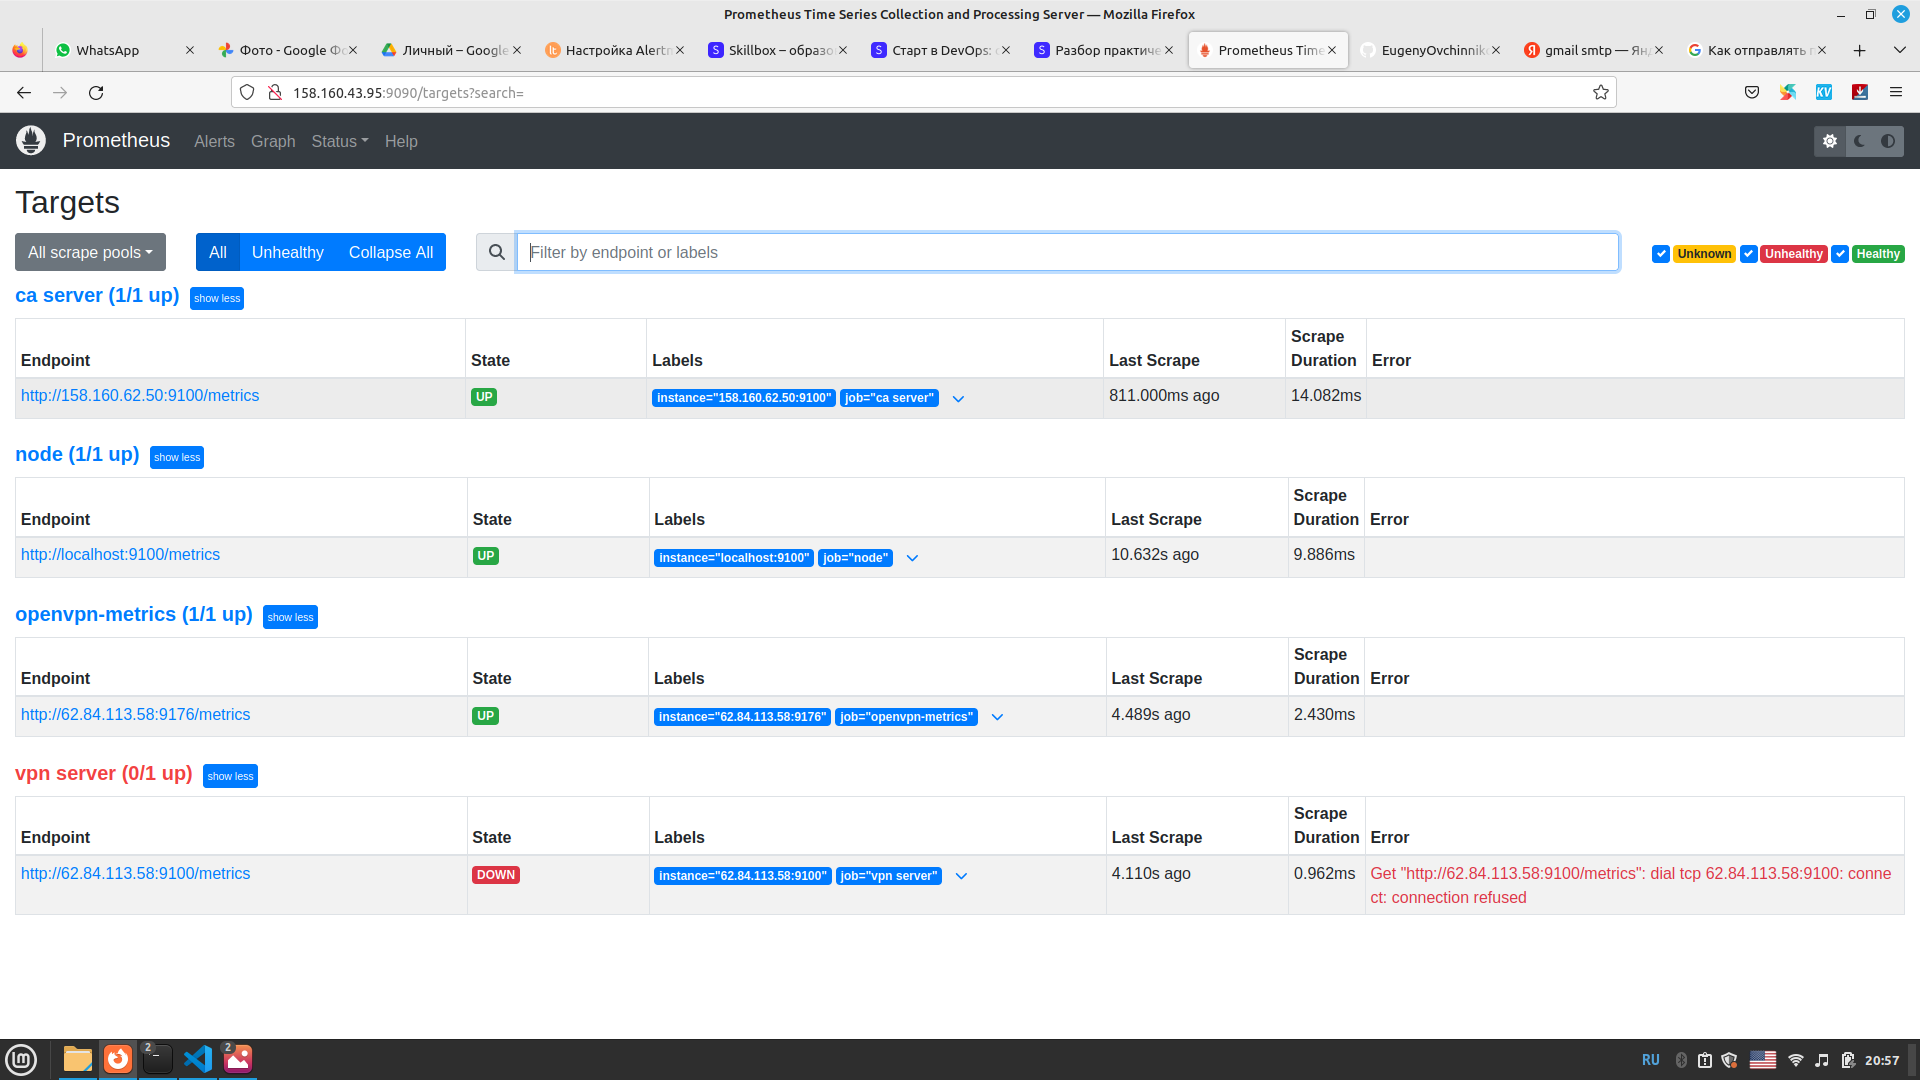 Prometheus Time Series Collection and Processing Server — Mozilla Firefox
WhatsApp
Фото - Google Фо
Личный – Google
Настройка Alertm
Skillbox – образо
Старт в DevOps: с
Разбор практиче
Prometheus Time
EugenyOvchinniko
gmail smtp — Янд
Как отправлять п
158.160.43.95:9090/targets?search=
KV
Prometheus Alerts Graph Status Help
Targets
All scrape pools All Unhealthy Collapse All Filter by endpoint or labels Unknown Unhealthy Healthy
ca server (1/1 up) show less
Endpoint State Labels Last Scrape Scrape Duration Error
http://158.160.62.50:9100/metrics UP instance="158.160.62.50:9100" job="ca server" 811.000ms ago 14.082ms
node (1/1 up) show less
Endpoint State Labels Last Scrape Scrape Duration Error
http://localhost:9100/metrics UP instance="localhost:9100" job="node" 10.632s ago 9.886ms
openvpn-metrics (1/1 up) show less
Endpoint State Labels Last Scrape Scrape Duration Error
http://62.84.113.58:9176/metrics UP instance="62.84.113.58:9176" job="openvpn-metrics" 4.489s ago 2.430ms
vpn server (0/1 up) show less
Endpoint State Labels Last Scrape Scrape Duration Error
http://62.84.113.58:9100/metrics DOWN instance="62.84.113.58:9100" job="vpn server" 4.110s ago 0.962ms Get "http://62.84.113.58:9100/metrics": dial tcp 62.84.113.58:9100: conne
ct: connection refused
2 2 RU 20:57